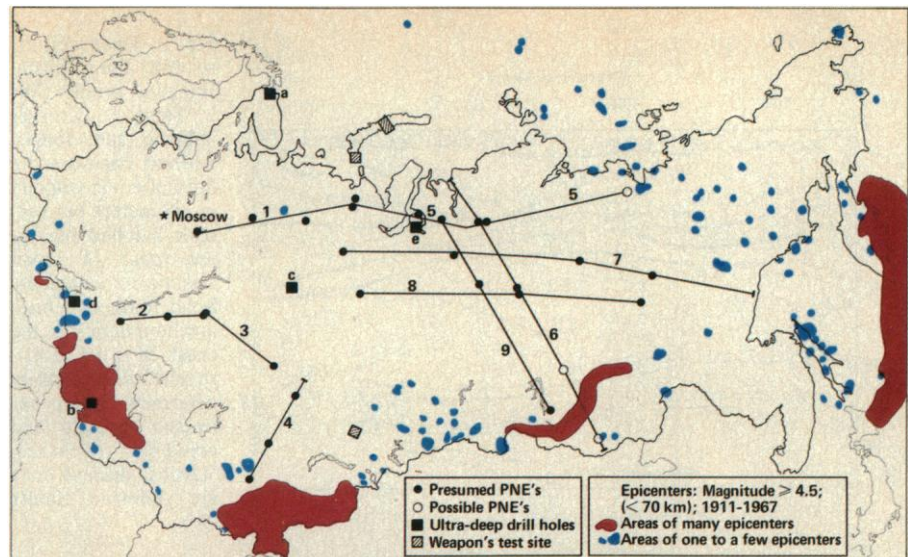 a
1
Moscow
5
5
e
7
c
d
8
2
3
6
9
b
4
Presumed PNE's
Possible PNE's
Ultra-deep drill holes
Weapon's test site
Epicenters: Magnitude ⩾ 4.5;
(< 70 km); 1911-1967
Areas of many epicenters
Areas of one to a few epicenters